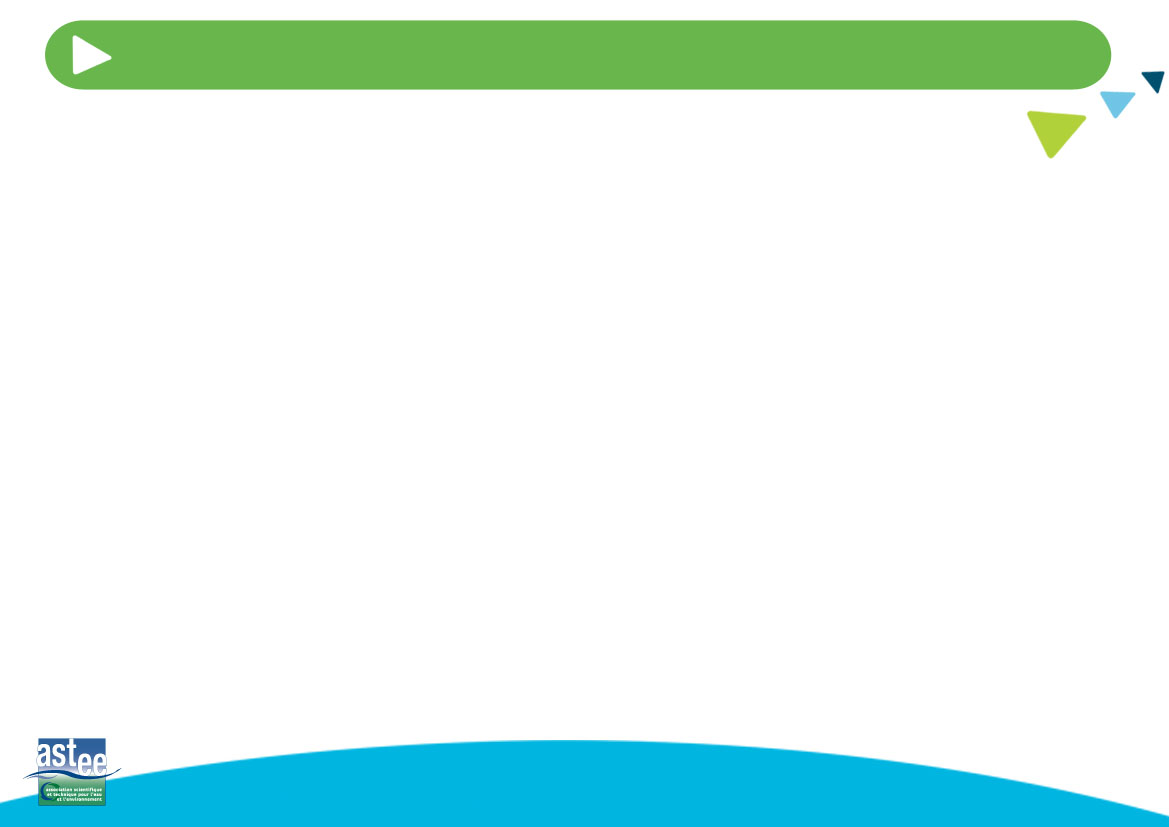 astee
association scientifique
et technique pour l'eau
et l'environnement